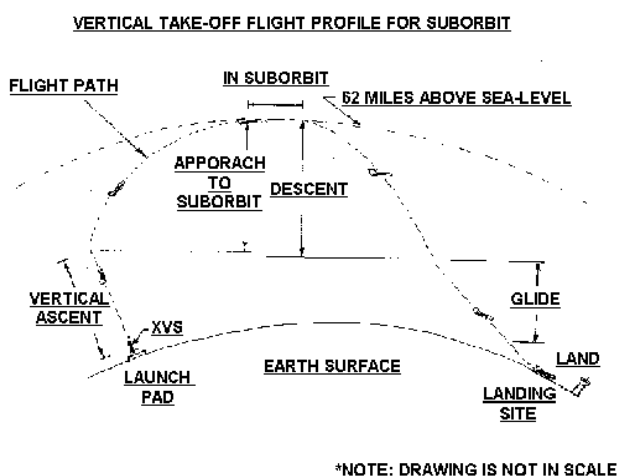 VERTICAL TAKE-OFF FLIGHT PROFILE FOR SUBORBIT
IN SUBORBIT
FLIGHT PATH
62 MILES ABOVE SEA-LEVEL
APPORACH
TO
SUBORBIT
DESCENT
VERTICAL
ASCENT
GLIDE
XVS
LAUNCH
PAD
EARTH SURFACE
LAND
LANDING
SITE
*NOTE: DRAWING IS NOT IN SCALE